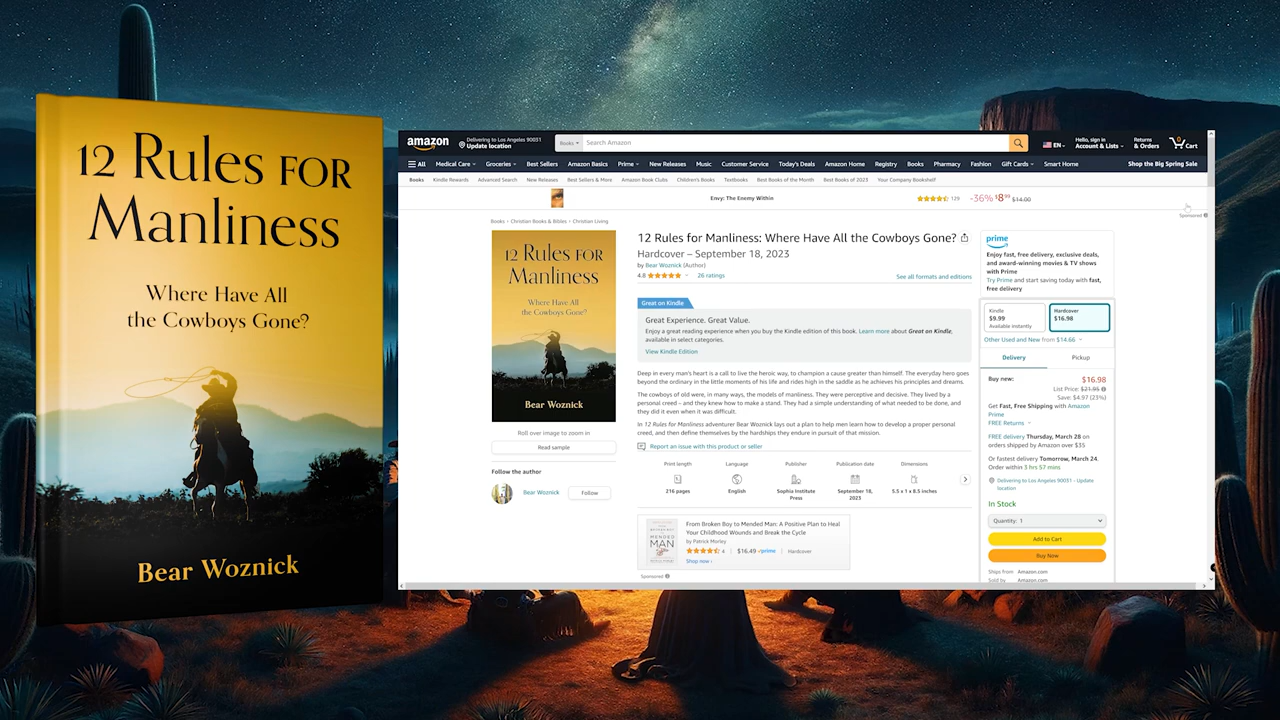 12 Rules FOR
Manliness
Where Have All
the Cowboys Gone?
Bear Woznick
amazon
Delivering to Los Angeles 90031
Update location
Books
Search Amazon
EN
Hello, sign in
Account & Lists
Returns
& Orders
0
Cart
All
Medical Care
Groceries
Best Sellers
Amazon Basics
Prime
New Releases
Music
Customer Service
Today's Deals
Amazon Home
Registry
Books
Pharmacy
Fashion
Gift Cards
Smart Home
Shop the Big Spring Sale
Books
Kindle Rewards
Advanced Search
New Releases
Best Sellers & More
Amazon Book Clubs
Children's Books
Textbooks
Best Books of the Month
Best Books of 2023
Your Company Bookshelf
Envy: The Enemy Within
129
-36% $8.99 $14.00
Sponsored
Books › Christian Books & Bibles › Christian Living
12 Rules FOR
Manliness
Where Have All
the Cowboys Gone?
Bear Woznick
Roll over image to zoom in
Read sample
Follow the author
Bear Woznick
Follow
12 Rules for Manliness: Where Have All the Cowboys Gone?
Hardcover – September 18, 2023
by Bear Woznick (Author)
4.8
26 ratings
See all formats and editions
Great on Kindle
Great Experience. Great Value.
Enjoy a great reading experience when you buy the Kindle edition of this book. Learn more about Great on Kindle,
available in select categories.
View Kindle Edition
Deep in every man's heart is a call to live the heroic way, to champion a cause greater than himself. The everyday hero goes
beyond the ordinary in the little moments of his life and rides high in the saddle as he achieves his principles and dreams.
The cowboys of old were, in many ways, the models of manliness. They were perceptive and decisive. They lived by
a personal creed – and they knew how to make a stand. They had a simple understanding of what needed to be done, and
they did it even when it was difficult.
In 12 Rules for Manliness adventurer Bear Woznick lays out a plan to help men learn how to develop a proper personal
creed, and then define themselves by the hardships they endure in pursuit of that mission.
Report an issue with this product or seller
Print length
216 pages
Language
English
Publisher
Sophia Institute
Press
Publication date
September 18,
2023
Dimensions
5.5 x 1 x 8.5 inches
MENDED
MAN
From Broken Boy to Mended Man: A Positive Plan to Heal
Your Childhood Wounds and Break the Cycle
by Patrick Morley
4
$16.49
prime
Hardcover
Shop now ›
Sponsored
prime
Enjoy fast, free delivery, exclusive deals,
and award-winning movies & TV shows
with Prime
Try Prime and start saving today with fast,
free delivery
Kindle
$9.99
Available instantly
Hardcover
$16.98
Other Used and New from $14.66
Delivery
Pickup
Buy new:
$16.98
List Price: $21.95
Save: $4.97 (23%)
Get Fast, Free Shipping with Amazon
Prime
FREE Returns
FREE delivery Thursday, March 28 on
orders shipped by Amazon over $35
Or fastest delivery Tomorrow, March 24.
Order within 3 hrs 57 mins
Delivering to Los Angeles 90031 - Update
location
In Stock
Quantity: 1
Add to Cart
Buy Now
Ships from Amazon.com
Sold by Amazon.com